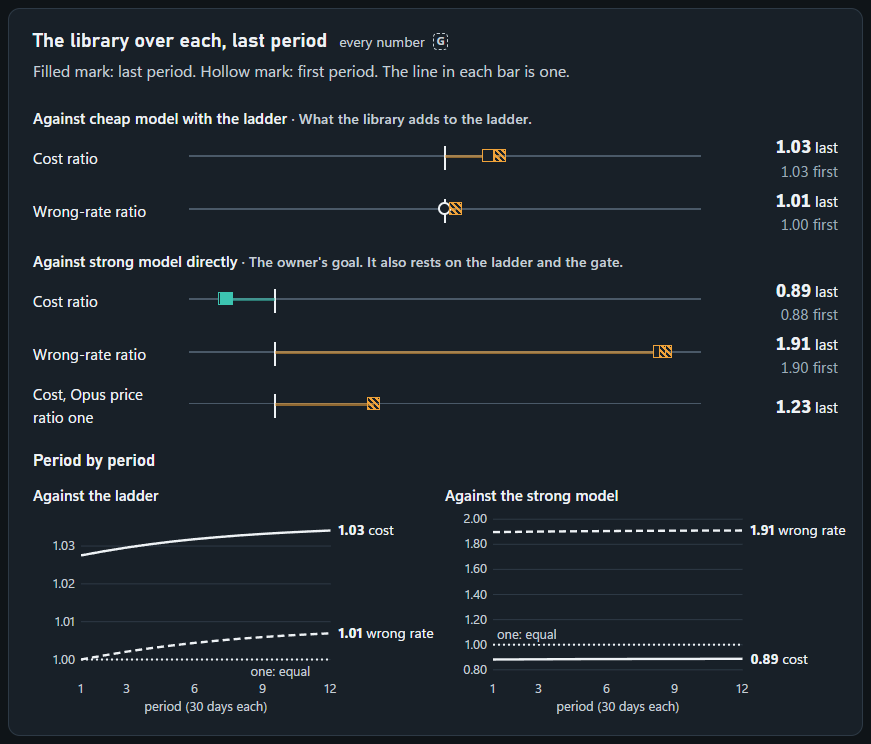 The library over each, last period every number G
Filled mark: last period. Hollow mark: first period. The line in each bar is one.
Against cheap model with the ladder · What the library adds to the ladder.
Cost ratio
1.03 last
1.03 first
Wrong-rate ratio
1.01 last
1.00 first
Against strong model directly · The owner's goal. It also rests on the ladder and the gate.
Cost ratio
0.89 last
0.88 first
Wrong-rate ratio
1.91 last
1.90 first
Cost, Opus price
ratio one
1.23 last
Period by period
Against the ladder
1.03 cost
1.03
1.02
1.01
1.01 wrong rate
1.00
one: equal
1 3 6 9 12
period (30 days each)
Against the strong model
2.00
1.91 wrong rate
1.80
1.60
1.40
1.20
one: equal
1.00
0.89 cost
0.80
1 3 6 9 12
period (30 days each)